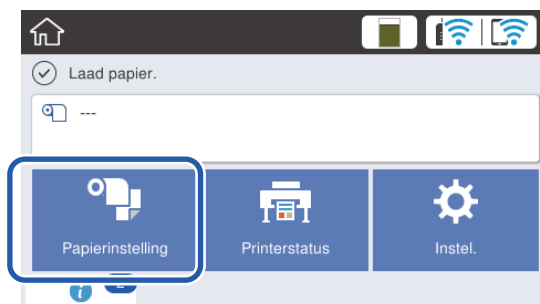 Laad papier.
---
Papierinstelling
Printerstatus
Instel.
i